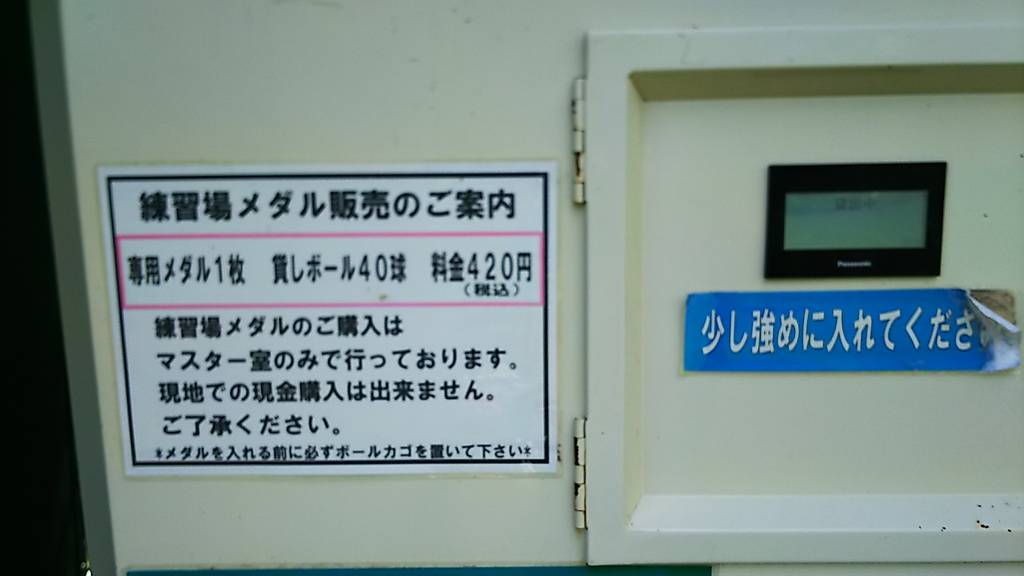 練習場メダル販売のご案内
専用メダル1枚 貸しボール40球 料金420円
(税込)
練習場メダルのご購入は
マスター室のみで行っております。
現地での現金購入は出来ません。
ご了承ください。
*メダルを入れる前に必ずボールカゴを置いて下さい*
Panasonic
少し強めに入れてくださ